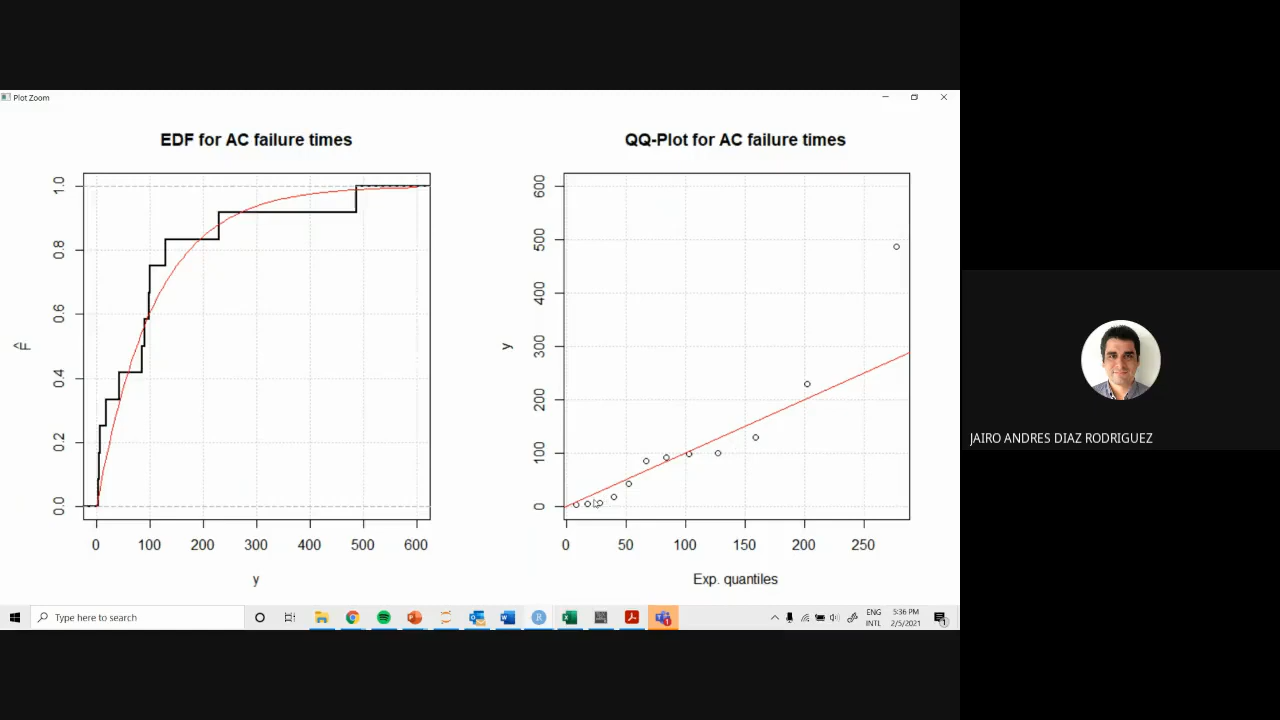 Plot Zoom
EDF for AC failure times
QQ-Plot for AC failure times
1.0
0.8
0.6
0.4
0.2
0.0
F̂
0 100 200 300 400 500 600
y
600
500
400
300
200
100
0
y
0 50 100 150 200 250
Exp. quantiles
JAIRO ANDRES DIAZ RODRIGUEZ
Type here to search
ENG
INTL
5:36 PM
2/5/2021